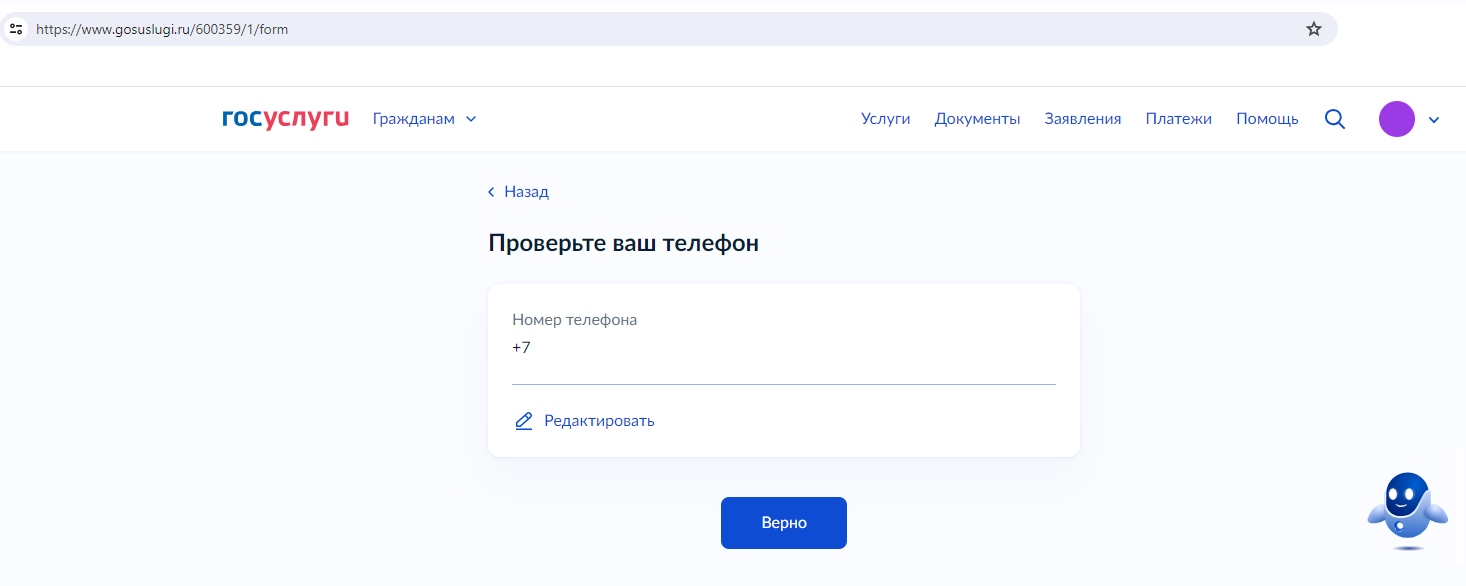 https://www.gosuslugi.ru/600359/1/form
госуслуги Гражданам Услуги Документы Заявления Платежи Помощь
Назад
Проверьте ваш телефон
Номер телефона
+7
Редактировать
Верно